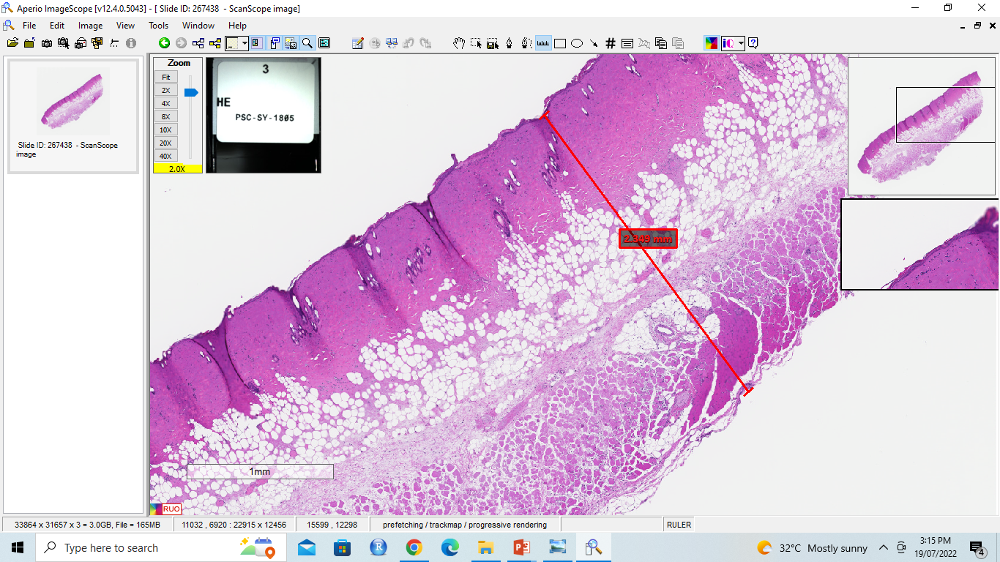 Aperio ImageScope [v12.4.0.5043] - [ Slide ID: 267438  - ScanScope image]
File Edit Image View Tools Window Help
iQ
Slide ID: 267438  - ScanScope
image
Zoom
Fit
2X
4X
8X
10X
20X
40X
2.0X
3
HE
PSC-SY-1805
2.349 mm
1mm
RUO
33864 x 31657 x 3 = 3.0GB, File = 165MB
11032 , 6920 : 22915 x 12456
15599 , 12298
prefetching / trackmap / progressive rendering
RULER
Type here to search
32°C Mostly sunny
3:15 PM
19/07/2022
4